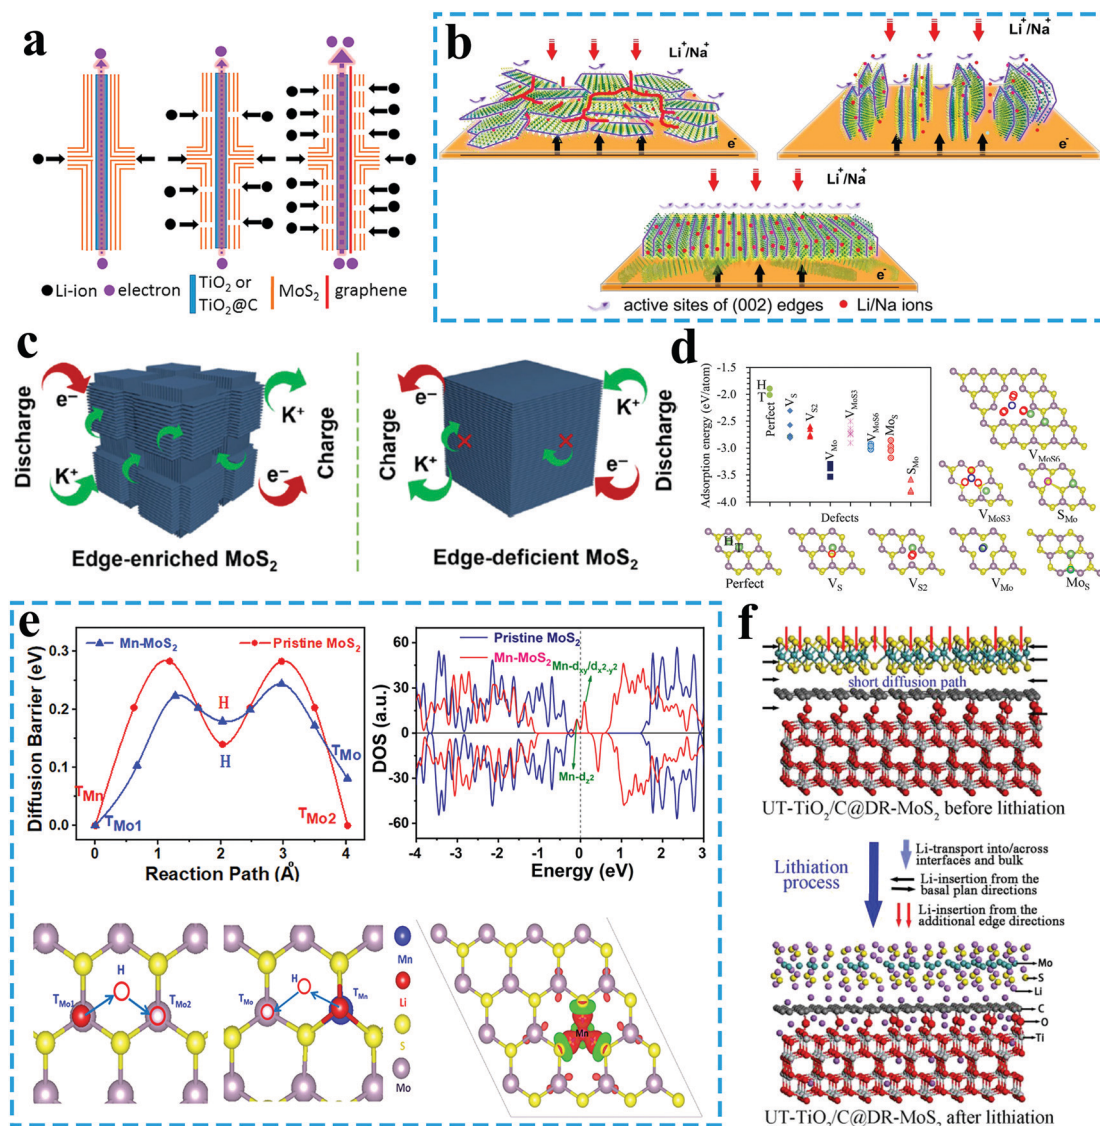 a
Li-ion
electron
TiO2 or
TiO2@C
MoS2
graphene
b
Li+/Na+
Li+/Na+
e-
e-
Li+/Na+
e-
active sites of (002) edges
Li/Na ions
c
Discharge
e−
K+
K+
e−
Charge
Edge-enriched MoS2
Charge
e−
K+
K+
e−
Discharge
Edge-deficient MoS2
d
Adsorption energy (eV/atom)
-1.5
-2.0
-2.5
-3.0
-3.5
-4.0
H
T
Perfect
VS
VS2
VMo
VMoS3
VMoS6
MoS
SMo
Defects
VMoS6
VMoS3
SMo
H
T
Perfect
VS
VS2
VMo
MoS
e
Mn-MoS2
Pristine MoS2
Diffusion Barrier (eV)
0.3
0.2
0.1
0.0
H
H
TMn
TMo1
TMo
TMo2
0
1
2
3
4
Reaction Path (Å)
Pristine MoS2
Mn-MoS2
Mn-dxy/dx2-y2
Mn-dz2
DOS (a.u.)
60
30
0
-30
-60
-4
-3
-2
-1
0
1
2
3
Energy (eV)
H
TMo1
TMo2
H
TMo
TMn
Mn
Li
S
Mo
Mn
f
short diffusion path
UT-TiO2/C@DR-MoS2 before lithiation
Lithiation
process
Li-transport into/across
interfaces and bulk
Li-insertion from the
basal plan directions
Li-insertion from the
additional edge directions
Mo
S
Li
C
O
Ti
UT-TiO2/C@DR-MoS2 after lithiation